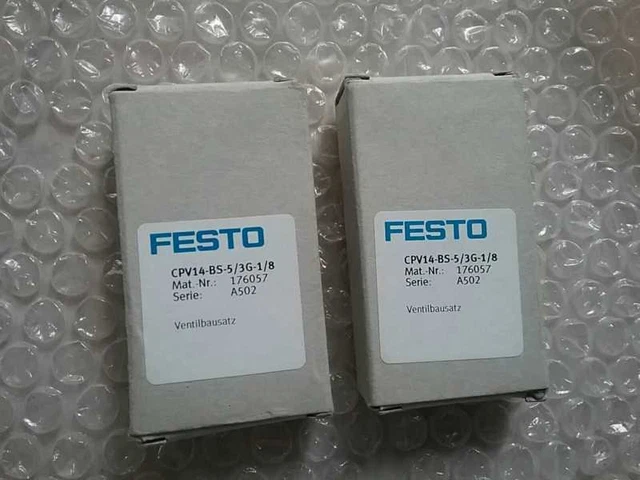 FESTO
CPV14-BS-5/3G-1/8
Mat.-Nr.: 176057
Serie: A502
Ventilbausatz
FESTO
CPV14-BS-5/3G-1/8
Mat.-Nr.: 176057
Serie: A502
Ventilbausatz